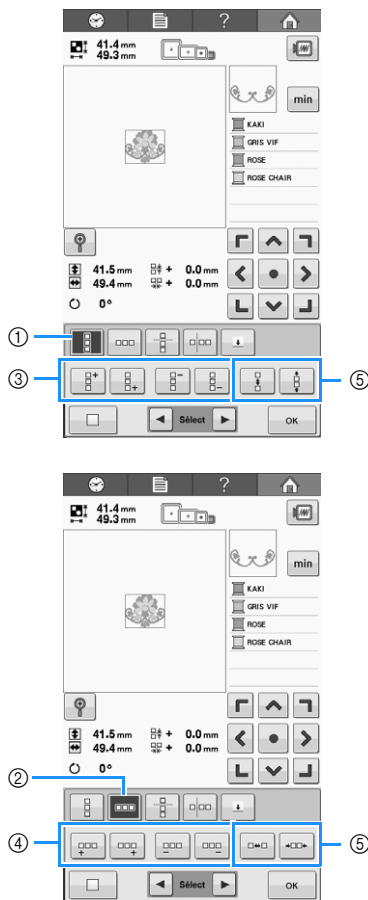 ?
41.4 mm
49.3 mm
min
KAKI
GRIS VIF
ROSE
ROSE CHAIR
41.5 mm + 0.0 mm
49.4 mm + 0.0 mm
0°
①
③ + + − − ⑤
Sélect OK
?
41.4 mm
49.3 mm
min
KAKI
GRIS VIF
ROSE
ROSE CHAIR
41.5 mm + 0.0 mm
49.4 mm + 0.0 mm
0°
②
④ + + − − ⑤
Sélect OK